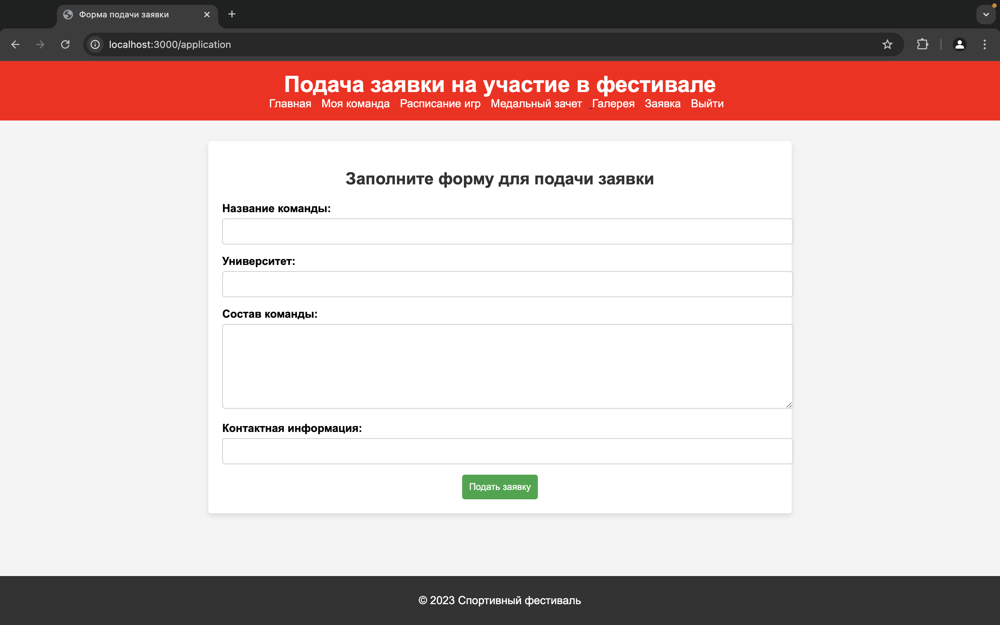 Форма подачи заявки
localhost:3000/application
Подача заявки на участие в фестивале
Главная Моя команда Расписание игр Медальный зачет Галерея Заявка Выйти
Заполните форму для подачи заявки
Название команды:
Университет:
Состав команды:
Контактная информация:
Подать заявку
© 2023 Спортивный фестиваль